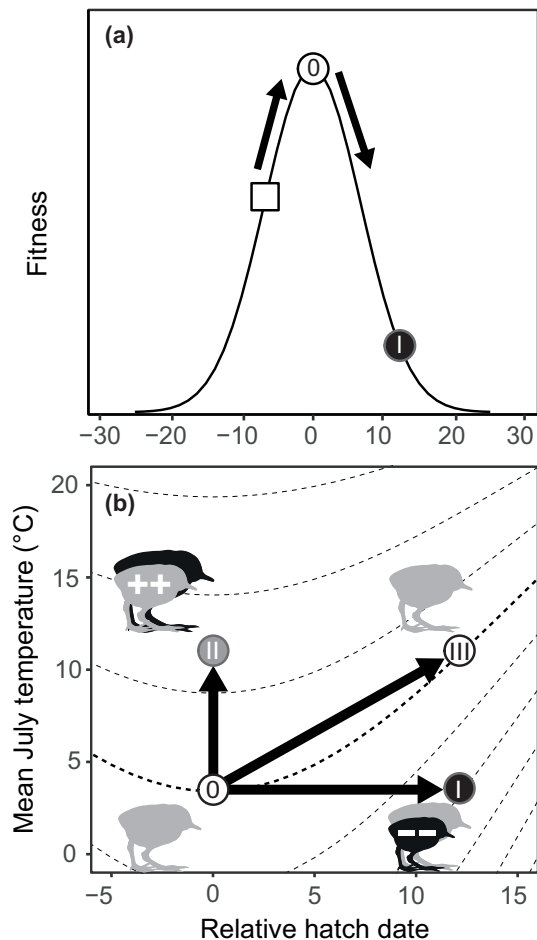 (a)
0
I
Fitness
−30 −20 −10 0 10 20 30
(b)
20
15
10
5
0
Mean July temperature (°C)
++
II
III
0
I
−−
−5 0 5 10 15
Relative hatch date